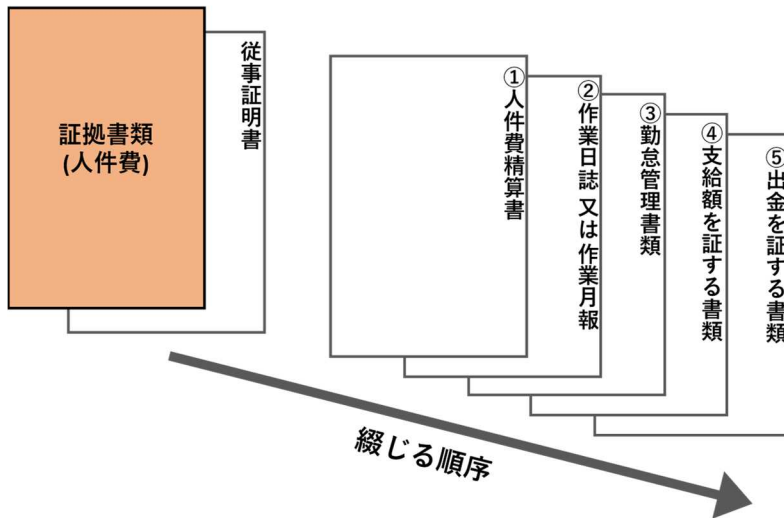 証拠書類
(人件費)
従事証明書
①人件費精算書
②作業日誌 又は 作業月報
③勤怠管理書類
④支給額を証する書類
⑤出金を証する書類
綴じる順序